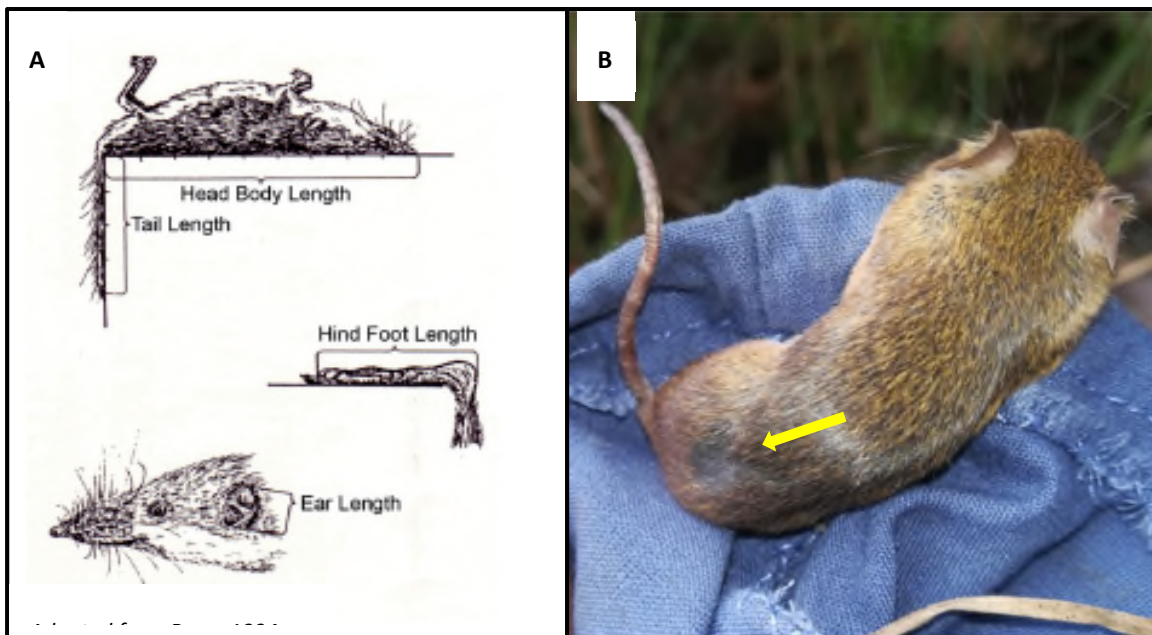 A
Head Body Length
Tail Length
Hind Foot Length
Ear Length
B